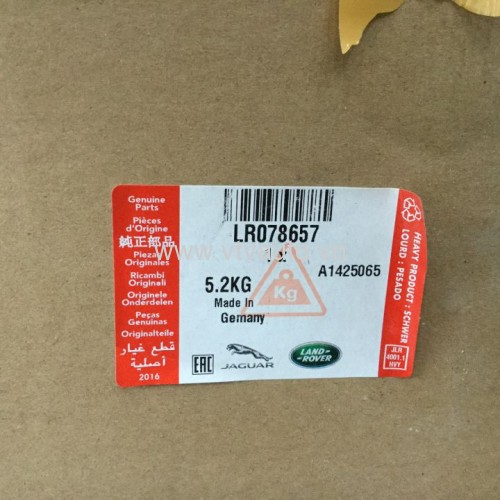 Genuine
Parts
Pièces
d'Origine
純正部品
Piezas
Originales
Ricambi
Originali
Originele
Onderdelen
Peças
Genuinas
Originalteile
قطع غيار
أصلية
2016
LR078657
A1425065
5.2KG
Kg
Made In
Germany
EAC
JAGUAR
LAND-
-ROVER
HEAVY PRODUCT : SCHWER
LOURD : PESADO
JLR
4001.1
HVY